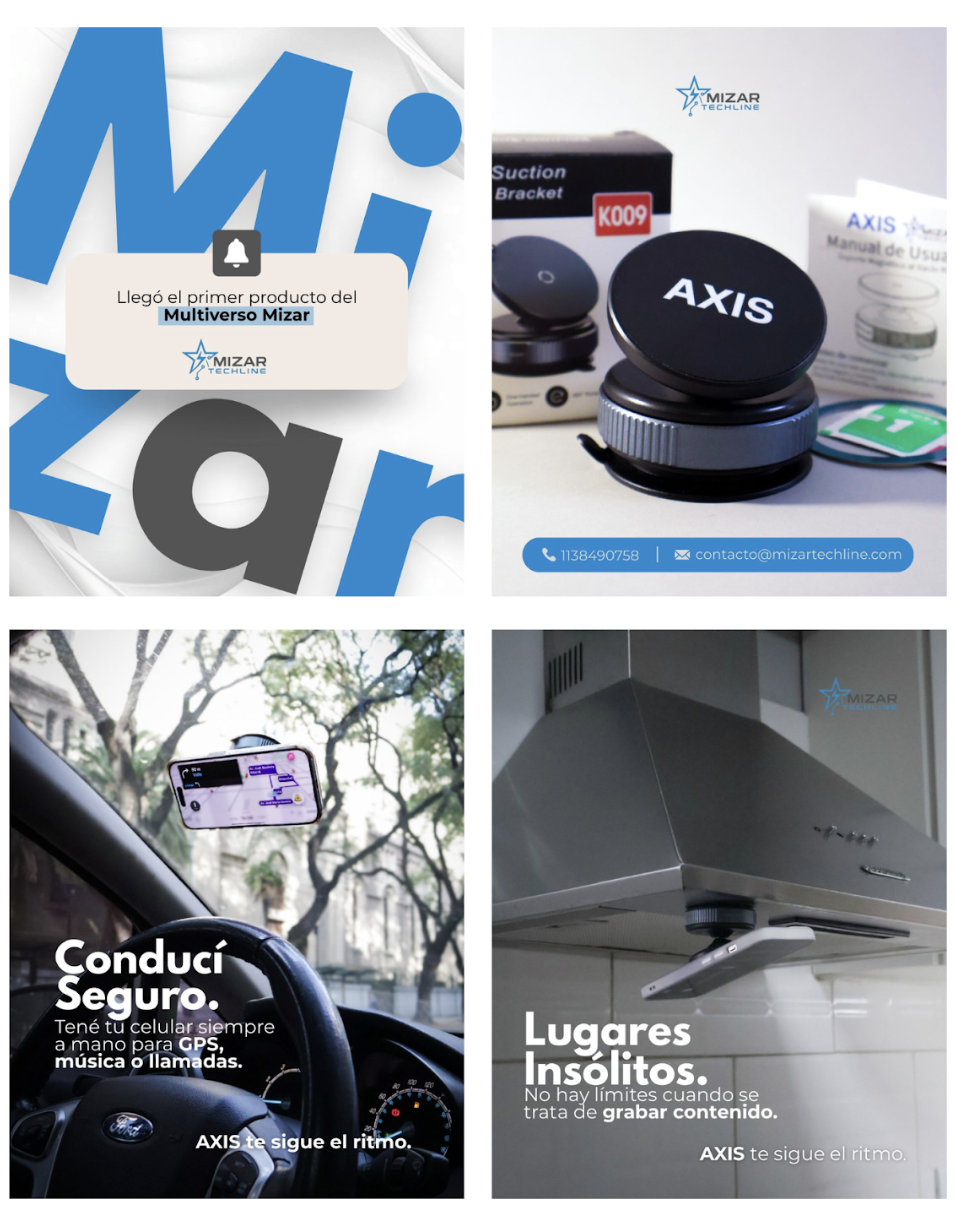 Mizar
Llegó el primer producto del
Multiverso Mizar
MIZAR
TECHLINE
MIZAR
TECHLINE
Suction
Bracket
K009
AXIS
Manual de Usua
AXIS
1138490758 | contacto@mizartechline.com
Conducí
Seguro.
Tené tu celular siempre
a mano para GPS,
música o llamadas.
Ford
AXIS te sigue el ritmo.
MIZAR
TECHLINE
Lugares
Insólitos.
No hay límites cuando se
trata de grabar contenido.
AXIS te sigue el ritmo.